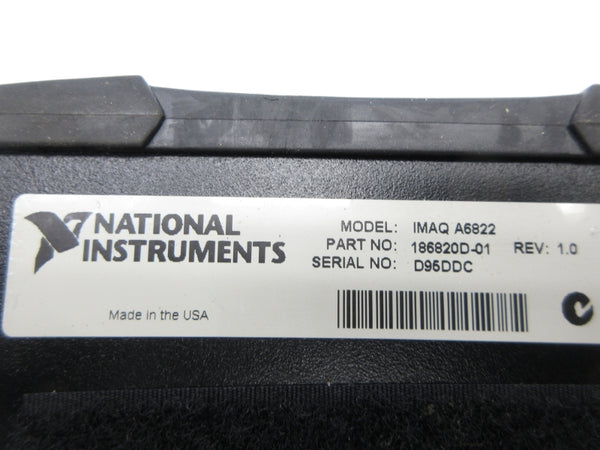 NATIONAL
INSTRUMENTS
MODEL: IMAQ A6822
PART NO: 186820D-01 REV: 1.0
SERIAL NO: D95DDC
Made in the USA